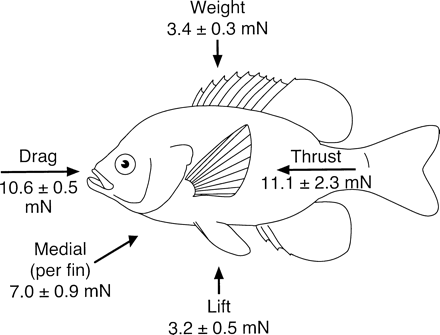 Weight
3.4 ± 0.3 mN
Drag
10.6 ± 0.5
mN
Thrust
11.1 ± 2.3 mN
Medial
(per fin)
7.0 ± 0.9 mN
Lift
3.2 ± 0.5 mN